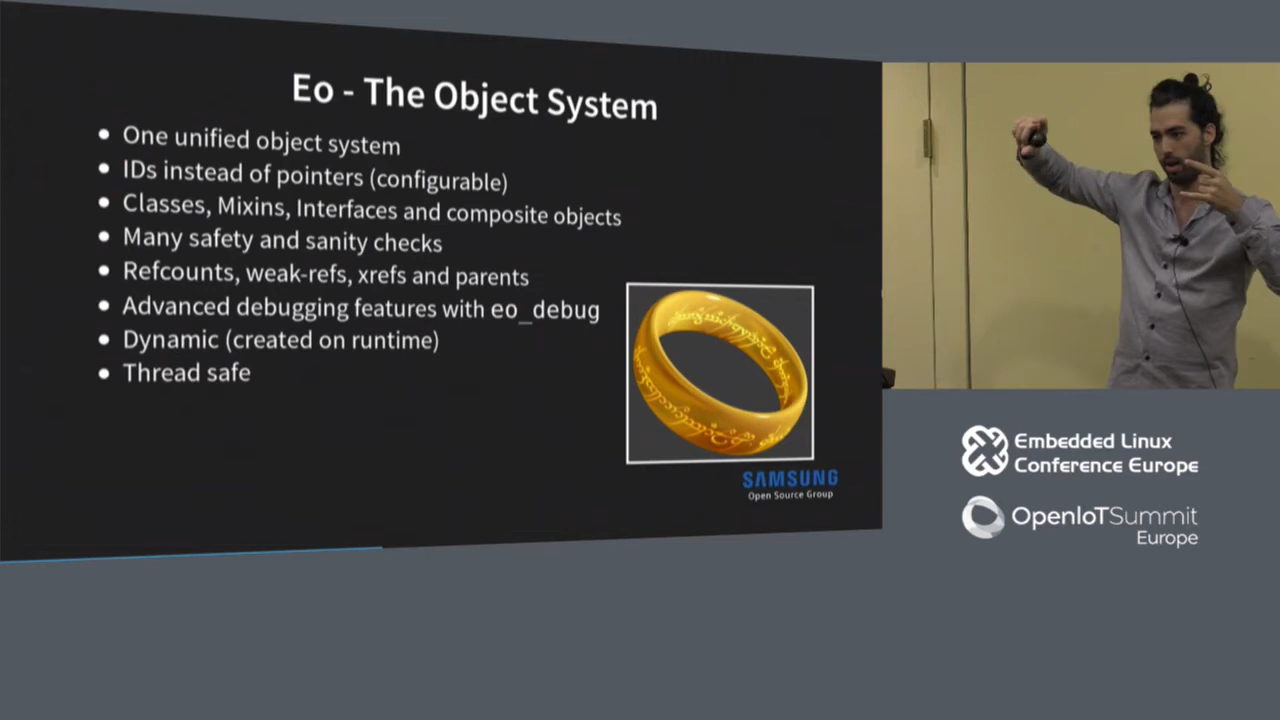 Eo - The Object System
One unified object system
IDs instead of pointers (configurable)
Classes, Mixins, Interfaces and composite objects
Many safety and sanity checks
Refcounts, weak-refs, xrefs and parents
Advanced debugging features with eo_debug
Dynamic (created on runtime)
Thread safe
SAMSUNG
Open Source Group
Embedded Linux
Conference Europe
OpenIoTSummit
Europe